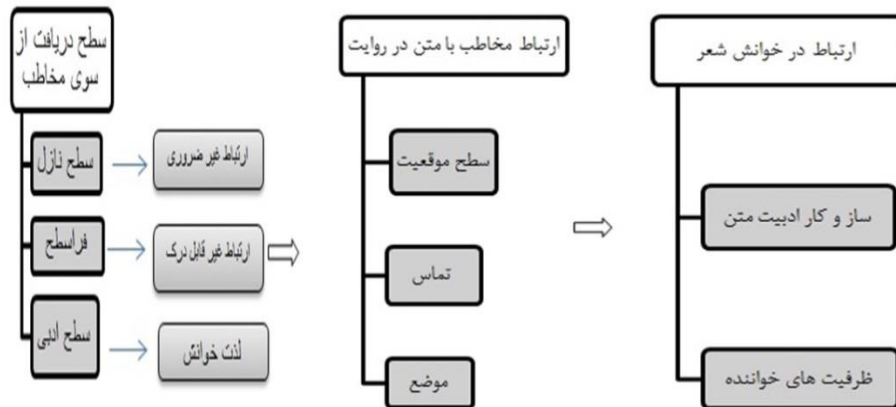 سطح دریافت از
سوی مخاطب
سطح نازل
ارتباط غیر ضروری
فراسطح
ارتباط غیر قابل درک
سطح ادبی
لذت خوانش
ارتباط مخاطب با متن در روایت
سطح موقعیت
تماس
موضع
ارتباط در خوانش شعر
ساز و کار ادبیت متن
ظرفیت های خواننده